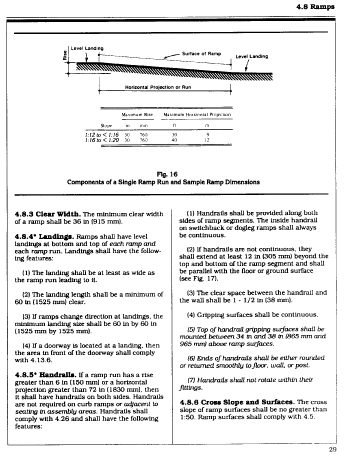 4.8 Ramps
Level Landing
Surface of Ramp
Level Landing
Rise
Horizontal Projection or Run
Maximum Rise Maximum Horizontal Projection
Slope in mm ft m
1:12 to < 1:16 30 760 30 9
1:16 to < 1:20 30 760 40 12
Fig. 16
Components of a Single Ramp Run and Sample Ramp Dimensions
4.8.3 Clear Width. The minimum clear width
of a ramp shall be 36 in (915 mm).
4.8.4* Landings. Ramps shall have level
landings at bottom and top of each ramp and
each ramp run. Landings shall have the follow-
ing features:
(1) The landing shall be at least as wide as
the ramp run leading to it.
(2) The landing length shall be a minimum of
60 in (1525 mm) clear.
(3) If ramps change direction at landings, the
minimum landing size shall be 60 in by 60 in
(1525 mm by 1525 mm).
(4) If a doorway is located at a landing, then
the area in front of the doorway shall comply
with 4.13.6.
4.8.5* Handrails. If a ramp run has a rise
greater than 6 in (150 mm) or a horizontal
projection greater than 72 in (1830 mm), then
it shall have handrails on both sides. Handrails
are not required on curb ramps or adjacent to
seating in assembly areas. Handrails shall
comply with 4.26 and shall have the following
features:
(1) Handrails shall be provided along both
sides of ramp segments. The inside handrail
on switchback or dogleg ramps shall always
be continuous.
(2) If handrails are not continuous, they
shall extend at least 12 in (305 mm) beyond the
top and bottom of the ramp segment and shall
be parallel with the floor or ground surface
(see Fig. 17).
(3) The clear space between the handrail and
the wall shall be 1 - 1/2 in (38 mm).
(4) Gripping surfaces shall be continuous.
(5) Top of handrail gripping surfaces shall be
mounted between 34 in and 38 in (865 mm and
965 mm) above ramp surfaces.
(6) Ends of handrails shall be either rounded
or returned smoothly to floor, wall, or post.
(7) Handrails shall not rotate within their
fittings.
4.8.6 Cross Slope and Surfaces. The cross
slope of ramp surfaces shall be no greater than
1:50. Ramp surfaces shall comply with 4.5.
29